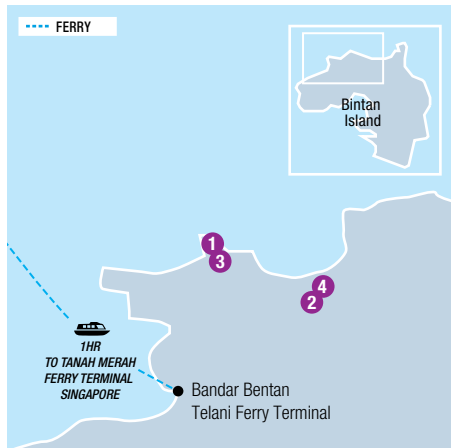 FERRY
Bintan
Island
1
3
4
2
1HR
TO TANAH MERAH
FERRY TERMINAL
SINGAPORE
Bandar Bentan
Telani Ferry Terminal